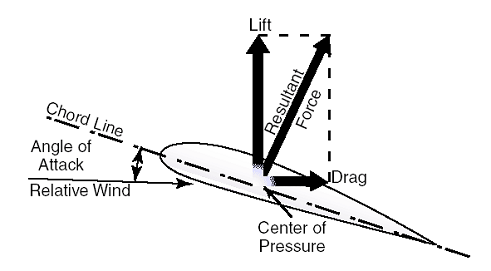 Lift
Resultant
Force
Chord Line
Angle of
Attack
Relative Wind
Drag
Center of
Pressure